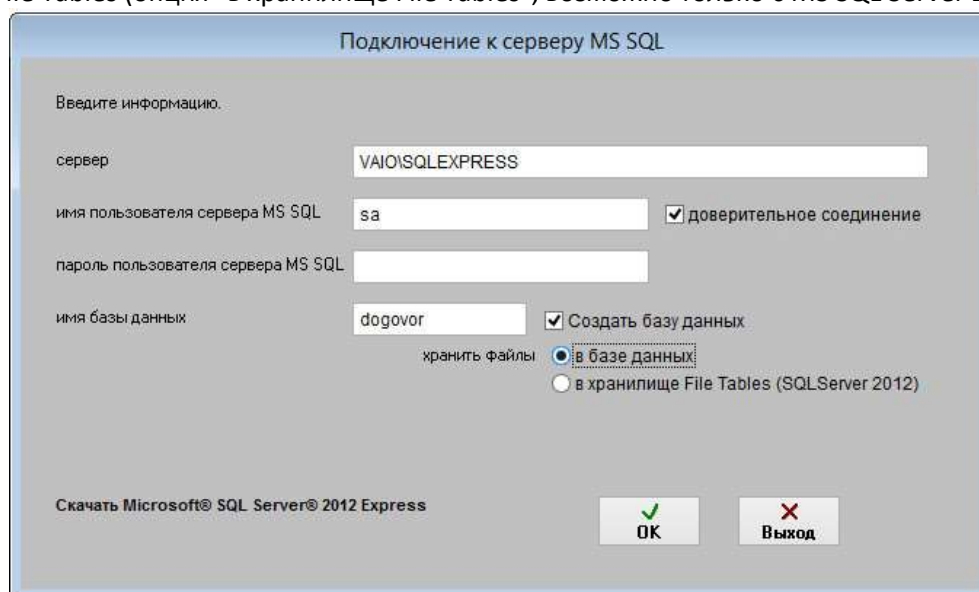 Подключение к серверу MS SQL
Введите информацию.
сервер VAIO\SQLEXPRESS
имя пользователя сервера MS SQL sa доверительное соединение
пароль пользователя сервера MS SQL
имя базы данных dogovor Создать базу данных
хранить файлы в базе данных
в хранилище File Tables (SQLServer 2012)
Скачать Microsoft® SQL Server® 2012 Express OK Выход